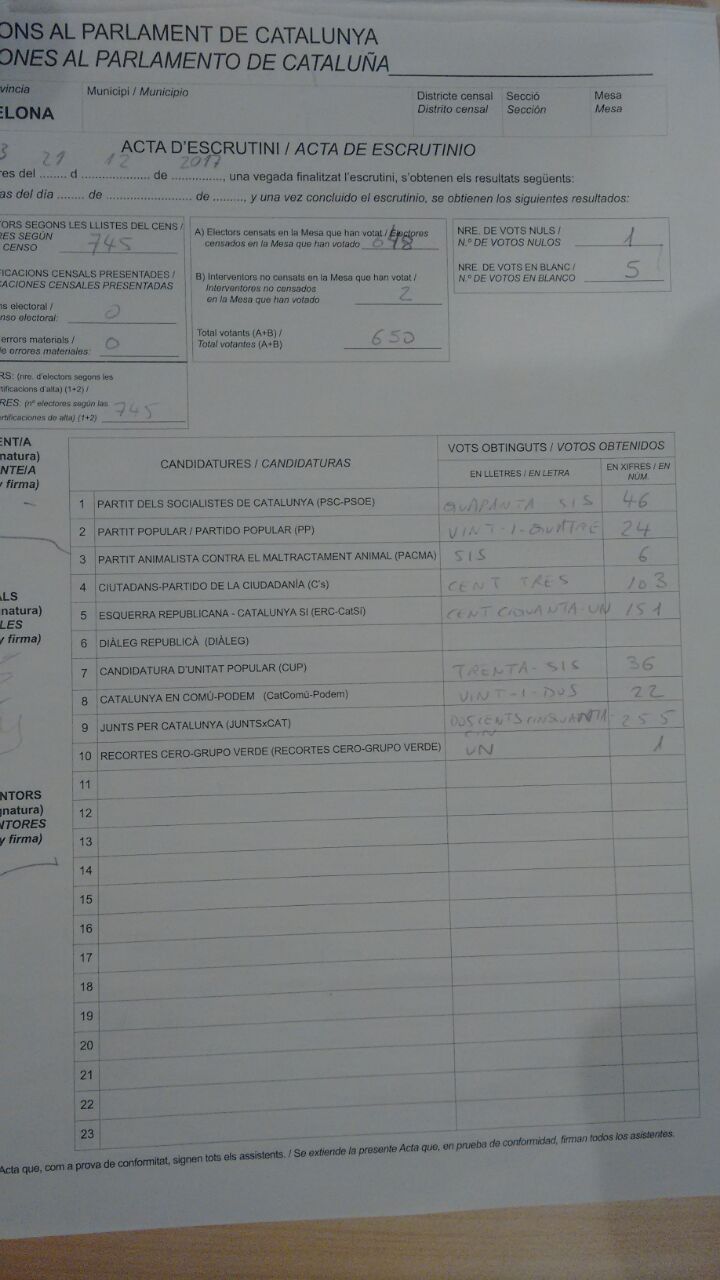 ONS AL PARLAMENT DE CATALUNYA
ONES AL PARLAMENTO DE CATALUÑA
vincia
ELONA
Municipi / Municipio
Districte censal
Distrito censal
Secció
Sección
Mesa
Mesa
ACTA D'ESCRUTINI / ACTA DE ESCRUTINIO
21 12 2017
res del ........ d ...................... de ................, una vegada finalitzat l'escrutini, s'obtenen els resultats següents:
as del día ...... de ............................ de .........., y una vez concluido el escrutinio, se obtienen los siguientes resultados:
TORS SEGONS LES LLISTES DEL CENS /
RES SEGÚN
CENSO 745
FICACIONS CENSALS PRESENTADES /
CACIONES CENSALES PRESENTADAS
ns electoral /
nso electoral: 0
errors materials /
de errores materiales: 0
RS: (nre. d'electors segons les
rtificacions d'alta) (1+2) /
RES. (nº electores según las
ertificaciones de alta) (1+2) 745
A) Electors censats en la Mesa que han votat / Electores
censados en la Mesa que han votado 648
B) Interventors no censats en la Mesa que han votat /
Interventores no censados
en la Mesa que han votado 2
Total votants (A+B) /
Total votantes (A+B) 650
NRE. DE VOTS NULS /
N.º DE VOTOS NULOS 1
NRE. DE VOTS EN BLANC /
N.º DE VOTOS EN BLANCO 5
ENT/A
natura)
NTE/A
y firma)
ALS
gnatura)
LES
y firma)
NTORS
gnatura)
NTORES
y firma)
CANDIDATURES / CANDIDATURAS
VOTS OBTINGUTS / VOTOS OBTENIDOS
EN LLETRES / EN LETRA
EN XIFRES / EN
NÚM.
1 PARTIT DELS SOCIALISTES DE CATALUNYA (PSC-PSOE) QUARANTA SIS 46
2 PARTIT POPULAR / PARTIDO POPULAR (PP) VINT-I-QUATRE 24
3 PARTIT ANIMALISTA CONTRA EL MALTRACTAMENT ANIMAL (PACMA) SIS 6
4 CIUTADANS-PARTIDO DE LA CIUDADANÍA (C's) CENT TRES 103
5 ESQUERRA REPUBLICANA - CATALUNYA SI (ERC-CatSí) CENT CIQUANTA-UN 151
6 DIÀLEG REPUBLICÀ (DIÀLEG)
7 CANDIDATURA D'UNITAT POPULAR (CUP) TRENTA-SIS 36
8 CATALUNYA EN COMÚ-PODEM (CatComú-Podem) VINT-I-DOS 22
9 JUNTS PER CATALUNYA (JUNTSxCAT) DOSCENTS CINQUANTA- 255
CIN
10 RECORTES CERO-GRUPO VERDE (RECORTES CERO-GRUPO VERDE) UN 1
11
12
13
14
15
16
17
18
19
20
21
22
23
Acta que, com a prova de conformitat, signen tots els assistents. / Se extiende la presente Acta que, en prueba de conformidad, firman todos los asistentes.